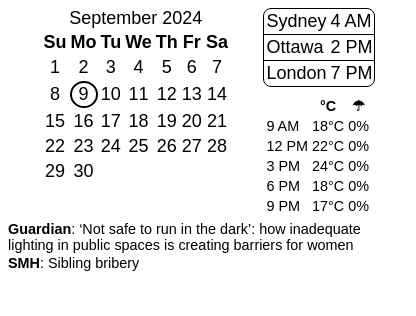 September 2024
Su Mo Tu We Th Fr Sa
1 2 3 4 5 6 7
8 9 10 11 12 13 14
15 16 17 18 19 20 21
22 23 24 25 26 27 28
29 30
Sydney 4 AM
Ottawa 2 PM
London 7 PM
°C ☂
9 AM 18°C 0%
12 PM 22°C 0%
3 PM 24°C 0%
6 PM 18°C 0%
9 PM 17°C 0%
Guardian: ‘Not safe to run in the dark’: how inadequate
lighting in public spaces is creating barriers for women
SMH: Sibling bribery